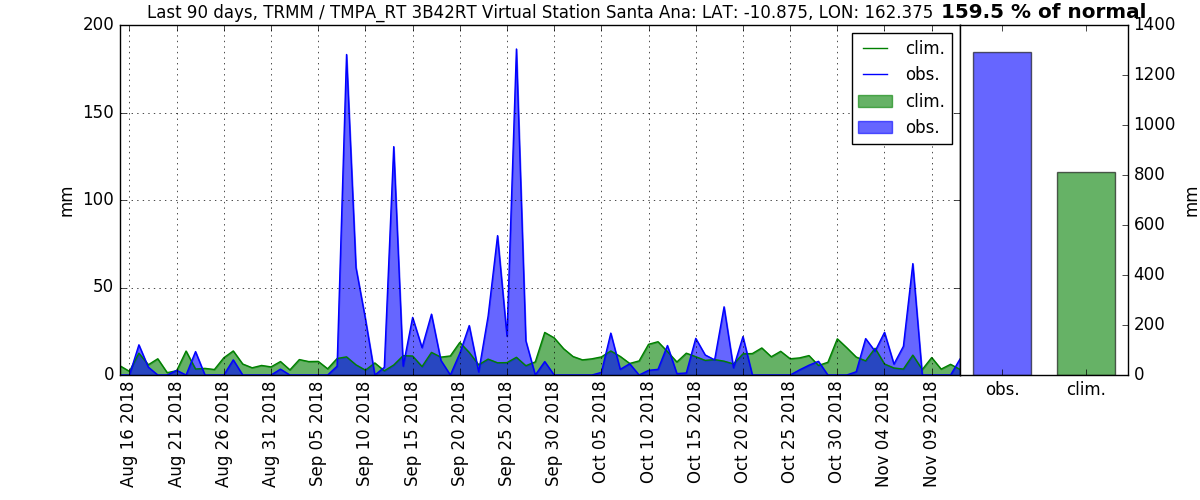 Last 90 days, TRMM / TMPA_RT 3B42RT Virtual Station Santa Ana: LAT: -10.875, LON: 162.375 159.5 % of normal
200
150
100
50
0
mm
clim.
obs.
clim.
obs.
1400
1200
1000
800
600
400
200
0
mm
obs.
clim.
Aug 16 2018
Aug 21 2018
Aug 26 2018
Aug 31 2018
Sep 05 2018
Sep 10 2018
Sep 15 2018
Sep 20 2018
Sep 25 2018
Sep 30 2018
Oct 05 2018
Oct 10 2018
Oct 15 2018
Oct 20 2018
Oct 25 2018
Oct 30 2018
Nov 04 2018
Nov 09 2018